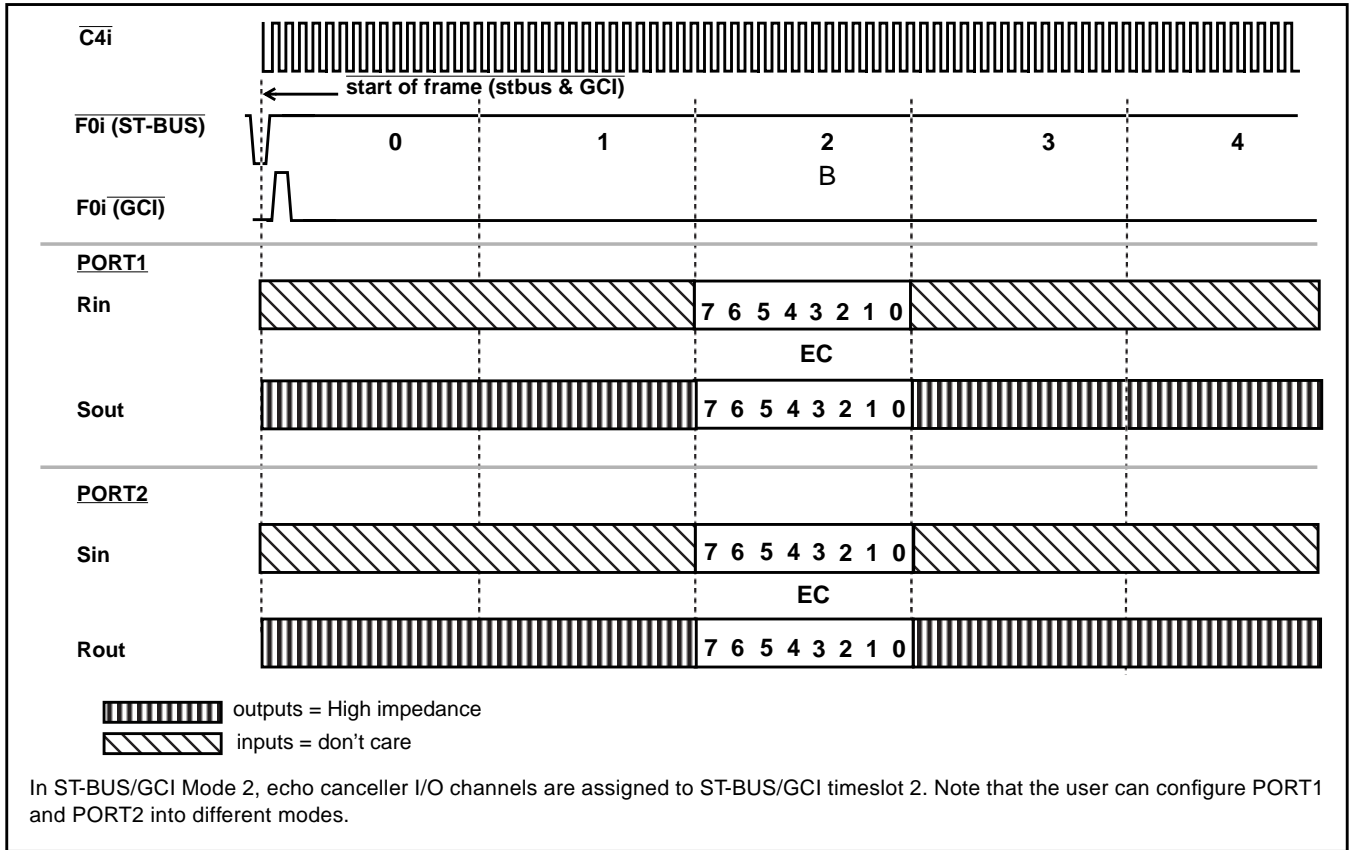 C4i
start of frame (stbus & GCI)
F0i (ST-BUS)
0 1 2 3 4
B
F0i (GCI)
PORT1
Rin
7 6 5 4 3 2 1 0
EC
Sout
7 6 5 4 3 2 1 0
PORT2
Sin
7 6 5 4 3 2 1 0
EC
Rout
7 6 5 4 3 2 1 0
outputs = High impedance
inputs = don't care
In ST-BUS/GCI Mode 2, echo canceller I/O channels are assigned to ST-BUS/GCI timeslot 2. Note that the user can configure PORT1
and PORT2 into different modes.